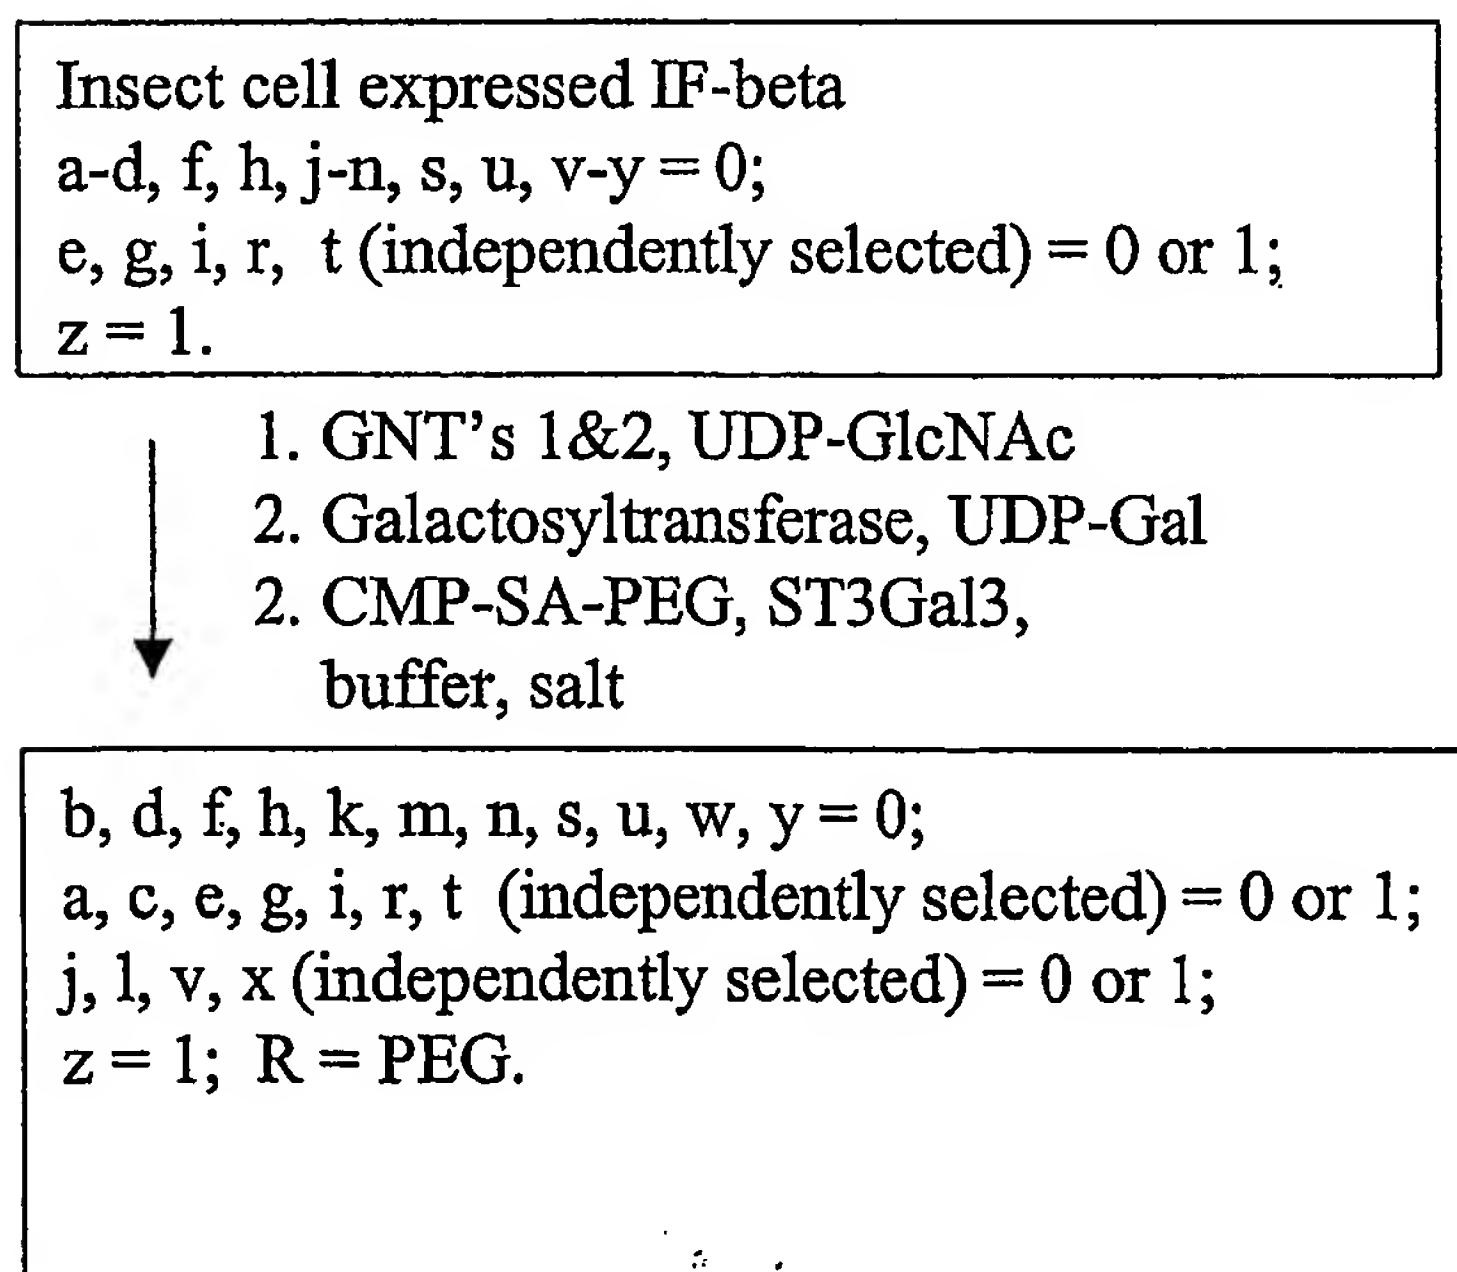 Insect cell expressed IF-beta
a-d, f, h, j-n, s, u, v-y = 0;
e, g, i, r, t (independently selected) = 0 or 1;
z = 1.
1. GNT's 1&2, UDP-GlcNAc
2. Galactosyltransferase, UDP-Gal
2. CMP-SA-PEG, ST3Gal3,
buffer, salt
b, d, f, h, k, m, n, s, u, w, y = 0;
a, c, e, g, i, r, t (independently selected) = 0 or 1;
j, l, v, x (independently selected) = 0 or 1;
z = 1; R = PEG.